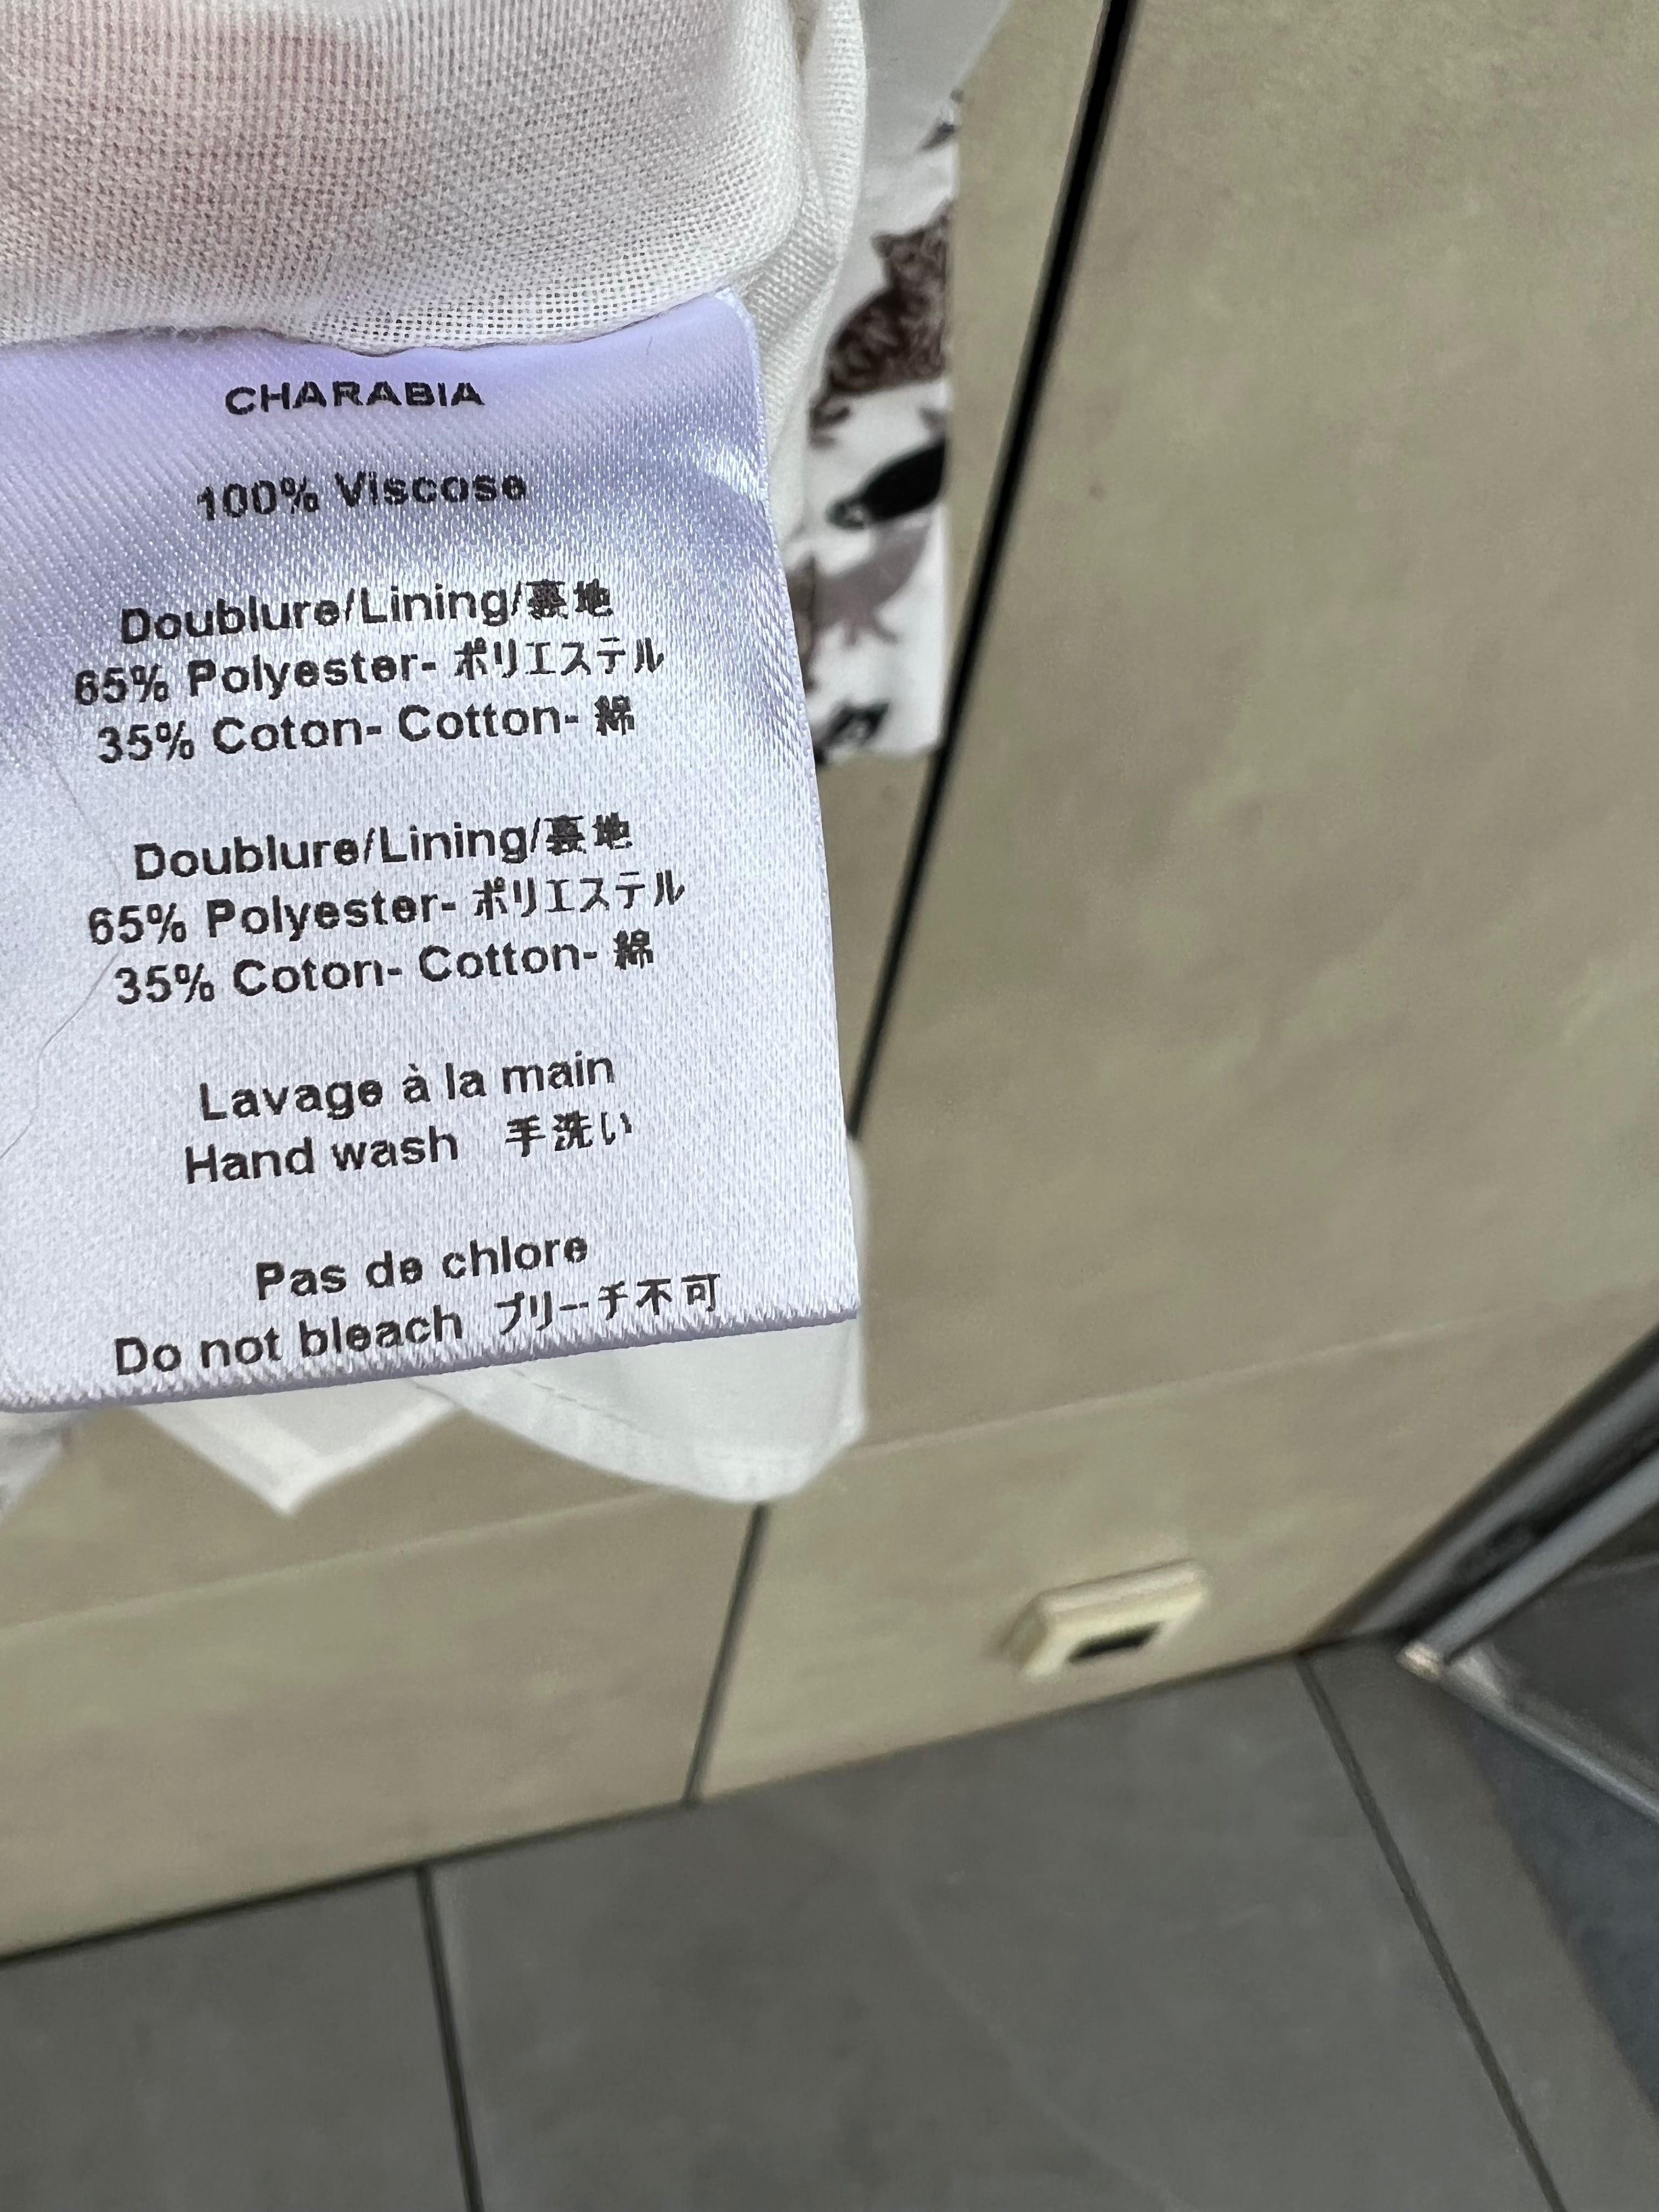 CHARABIA
100% Viscose
Doublure/Lining/裏地
65% Polyester- ポリエステル
35% Coton- Cotton- 綿
Doublure/Lining/裏地
65% Polyester- ポリエステル
35% Coton- Cotton- 綿
Lavage à la main
Hand wash 手洗い
Pas de chlore
Do not bleach ブリーチ不可